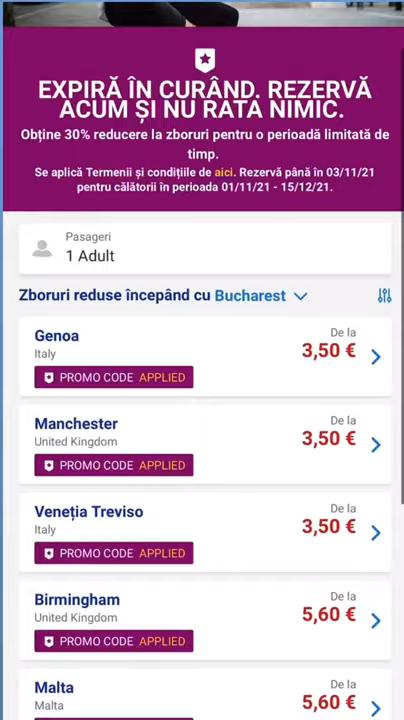 EXPIRĂ ÎN CURÂND. REZERVĂ
ACUM ȘI NU RATA NIMIC.
Obține 30% reducere la zboruri pentru o perioadă limitată de
timp.
Se aplică Termenii și condițiile de aici. Rezervă până în 03/11/21
pentru călătorii în perioada 01/11/21 - 15/12/21.
Pasageri
1 Adult
Zboruri reduse începând cu Bucharest
Genoa
De la
Italy
3,50 €
PROMO CODE APPLIED
Manchester
De la
United Kingdom
3,50 €
PROMO CODE APPLIED
Veneția Treviso
De la
Italy
3,50 €
PROMO CODE APPLIED
Birmingham
De la
United Kingdom
5,60 €
PROMO CODE APPLIED
Malta
De la
Malta
5,60 €